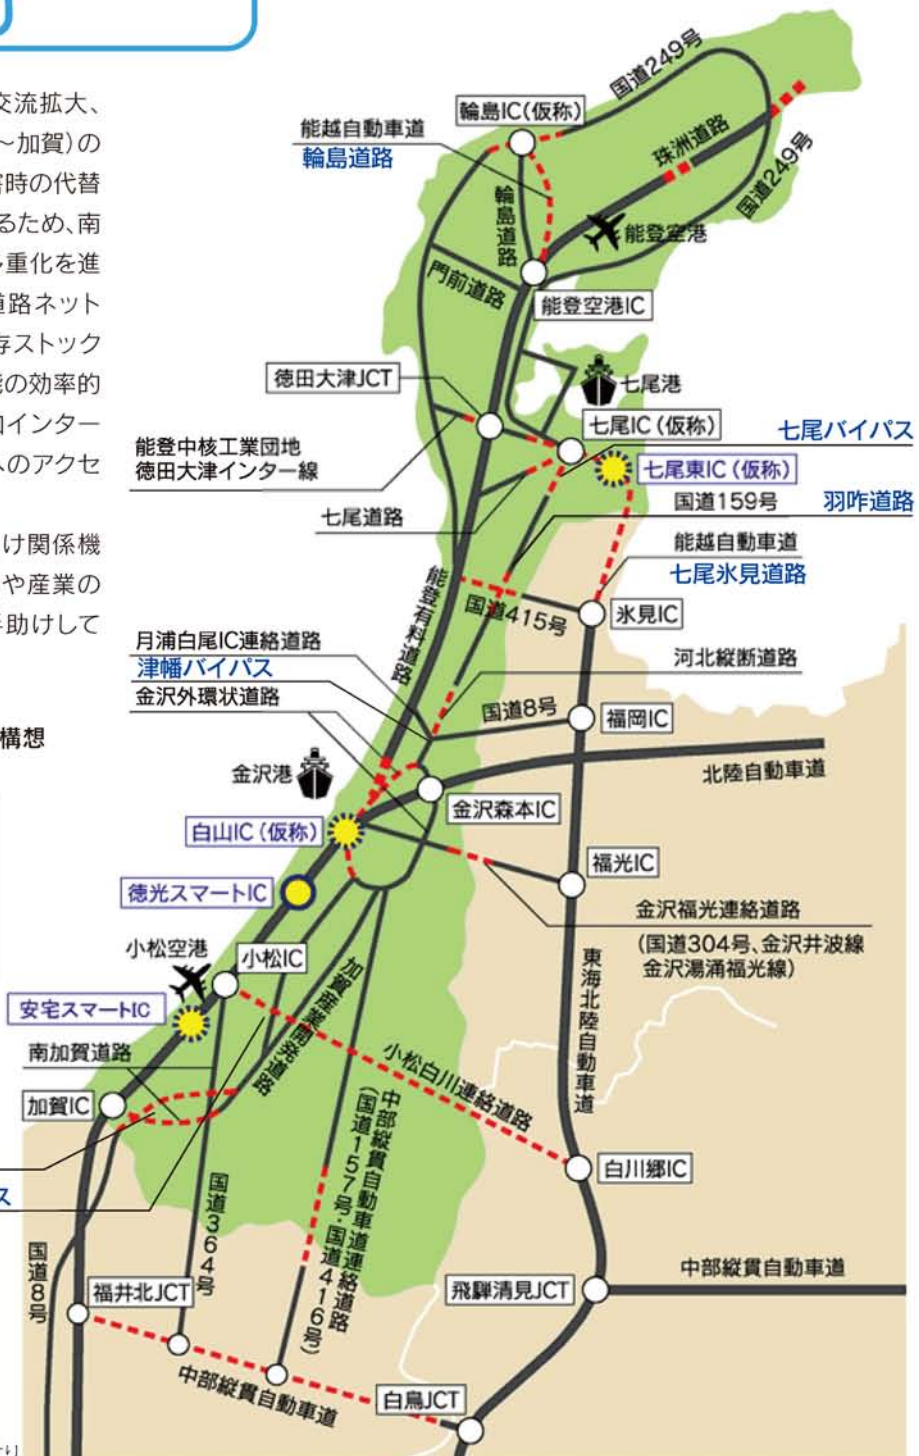 交流拡大、
～加賀)の
害時の代替
るため、南
多重化を進
道路ネット
存ストック
能の効率的
ロインター
へのアクセ
け関係機
や産業の
手助けして
構想
国道249号
輪島IC(仮称)
能越自動車道
輪島道路
珠洲道路
国道249号
輪島道路
能登空港
門前道路
能登空港IC
徳田大津JCT
七尾港
七尾IC(仮称)
七尾バイパス
能登中核工業団地
徳田大津インター線
七尾東IC(仮称)
国道159号
羽咋道路
七尾道路
能越自動車道
七尾氷見道路
能登有料道路
国道415号
氷見IC
月浦白尾IC連絡道路
津幡バイパス
金沢外環状道路
河北縦断道路
国道8号
福岡IC
金沢港
北陸自動車道
金沢森本IC
白山IC(仮称)
福光IC
徳光スマートIC
金沢福光連絡道路
(国道304号、金沢井波線
金沢湯涌福光線)
小松空港
小松IC
加賀産業開発道路
東海北陸自動車道
安宅スマートIC
南加賀道路
小松白川連絡道路
加賀IC
中部縦貫自動車道連絡道路
(国道157号・国道416号)
白川郷IC
ス
国道364号
国道8号
福井北JCT
飛騨清見JCT
中部縦貫自動車道
中部縦貫自動車道
白鳥JCT
より